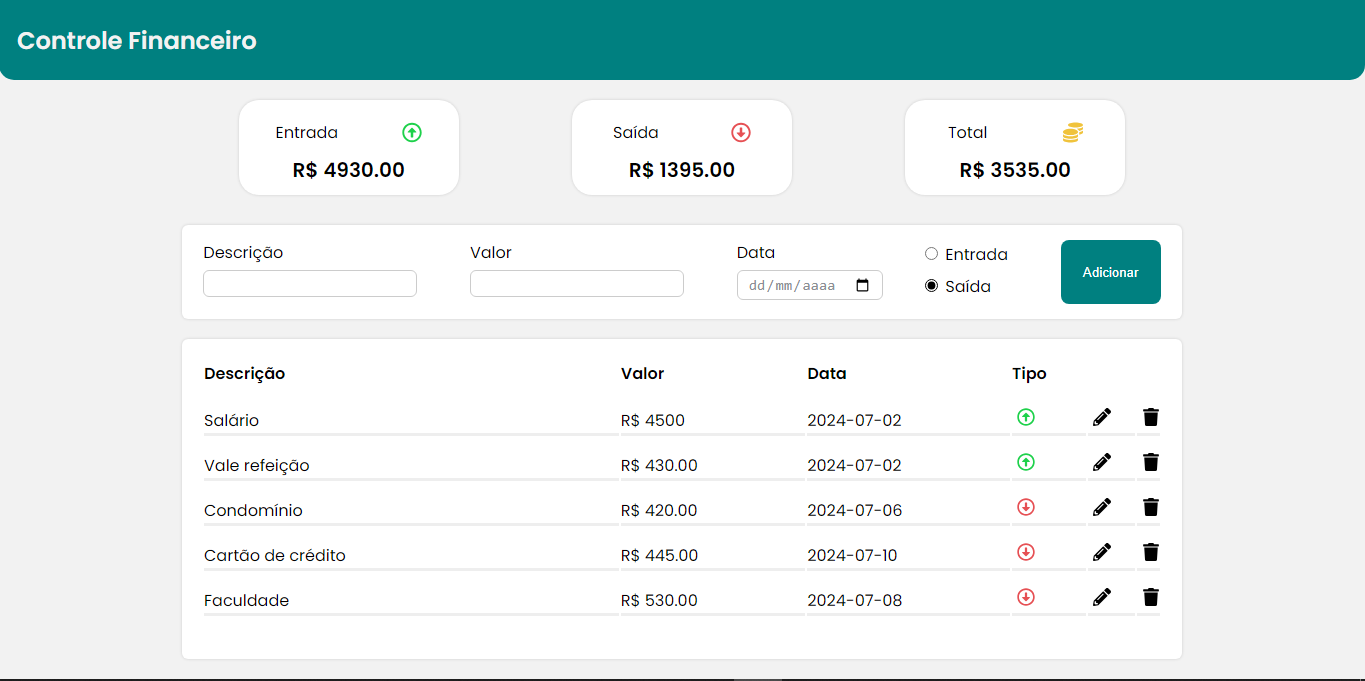 Controle Financeiro
Entrada
R$ 4930.00
Saída
R$ 1395.00
Total
R$ 3535.00
Descrição
Valor
Data
dd/mm/aaaa
Entrada
Saída
Adicionar
Descrição Valor Data Tipo
Salário R$ 4500 2024-07-02
Vale refeição R$ 430.00 2024-07-02
Condomínio R$ 420.00 2024-07-06
Cartão de crédito R$ 445.00 2024-07-10
Faculdade R$ 530.00 2024-07-08